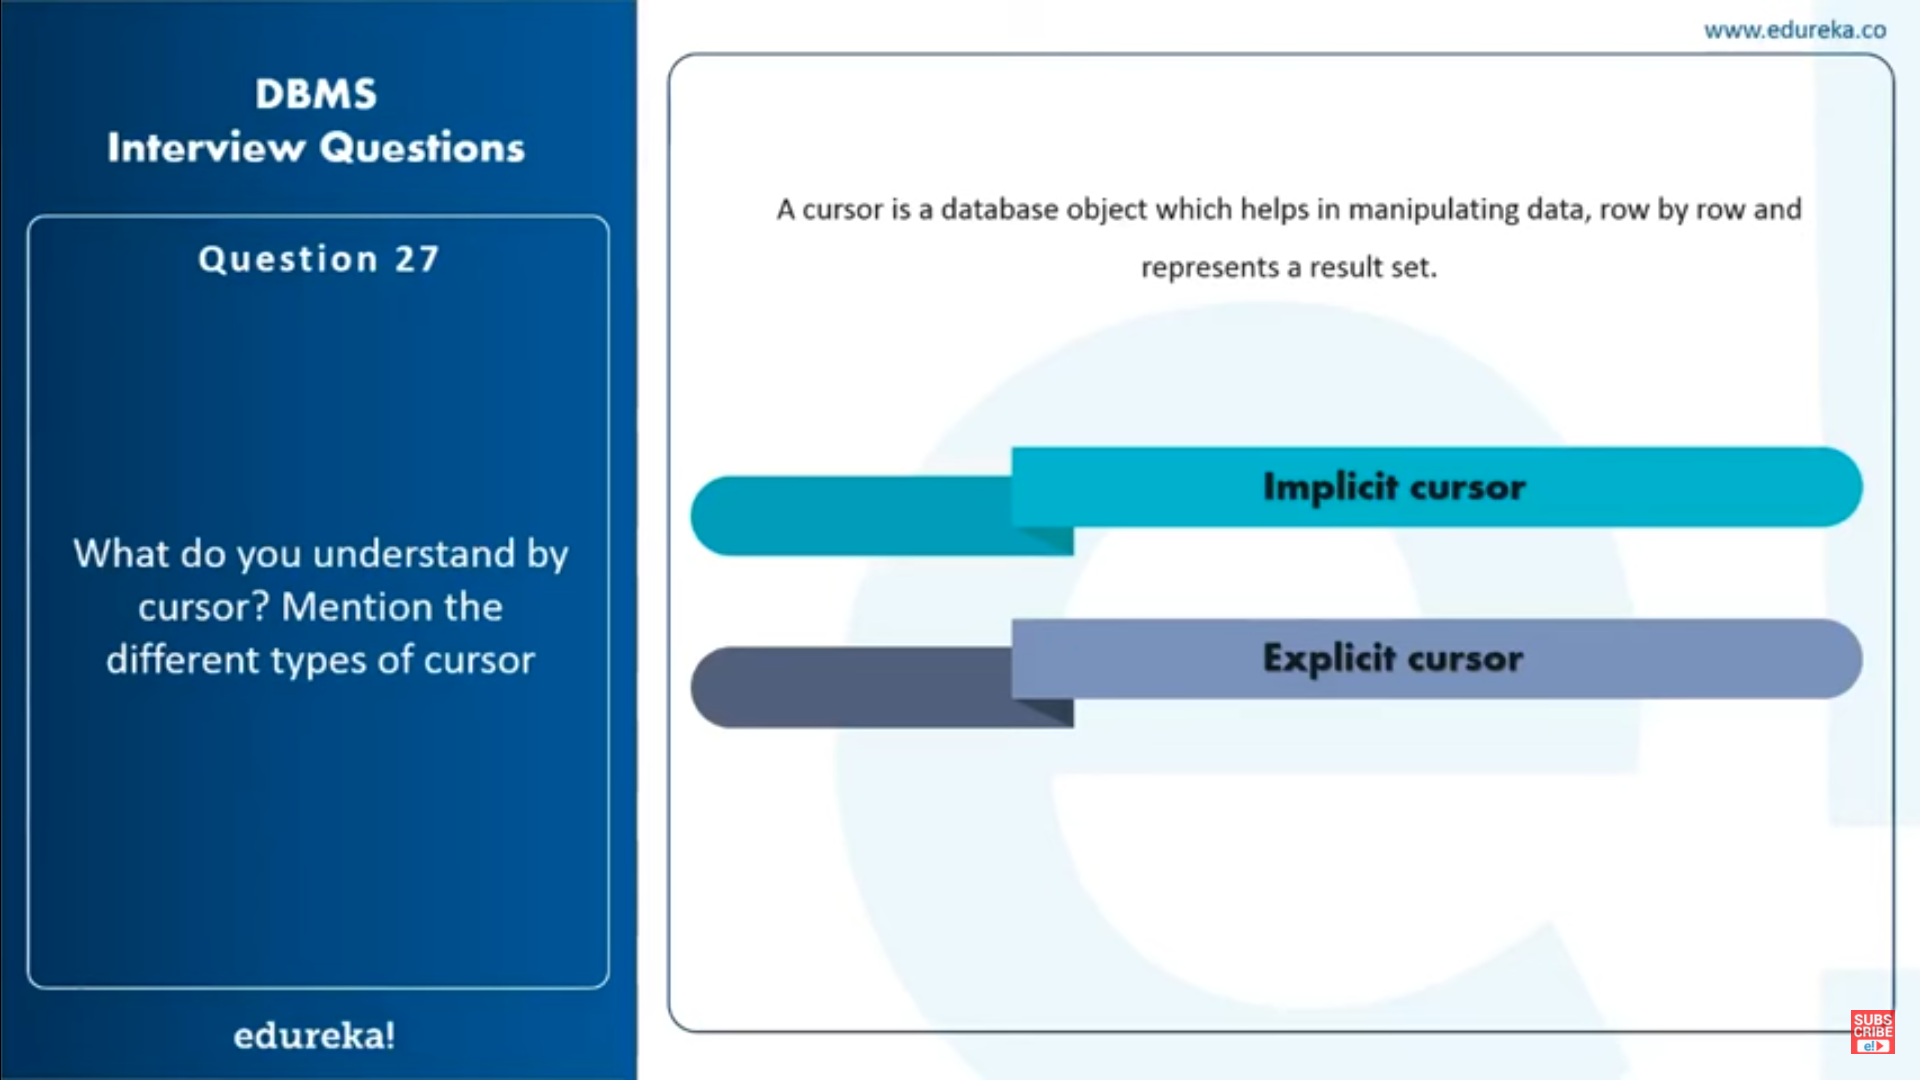 www.edureka.co
DBMS
Interview Questions
Question 27
What do you understand by
cursor? Mention the
different types of cursor
edureka!
A cursor is a database object which helps in manipulating data, row by row and
represents a result set.
Implicit cursor
Explicit cursor
SUBS
CRIBE
e!